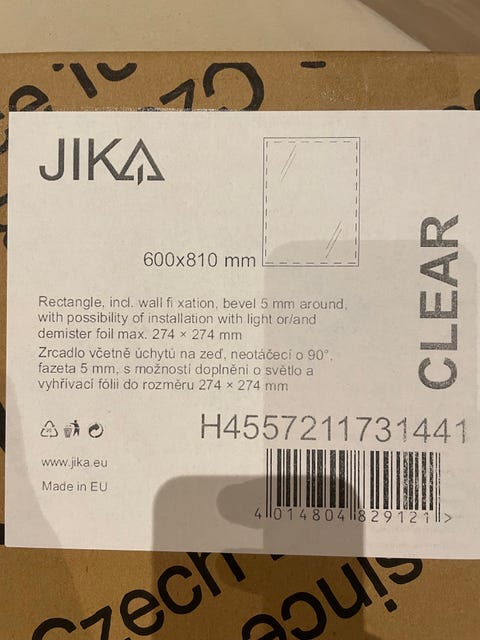 JIKA
600x810 mm
CLEAR
Rectangle, incl. wall fi xation, bevel 5 mm around,
with possibility of installation with light or/and
demister foil max. 274 × 274 mm
Zrcadlo včetně úchytů na zeď, neotáčecí o 90°,
fazeta 5 mm, s možností doplnění o světlo a
vyhřívací fólii do rozměru 274 × 274 mm
H4557211731441
www.jika.eu
Made in EU
4 014804 829121 >
Czech
since